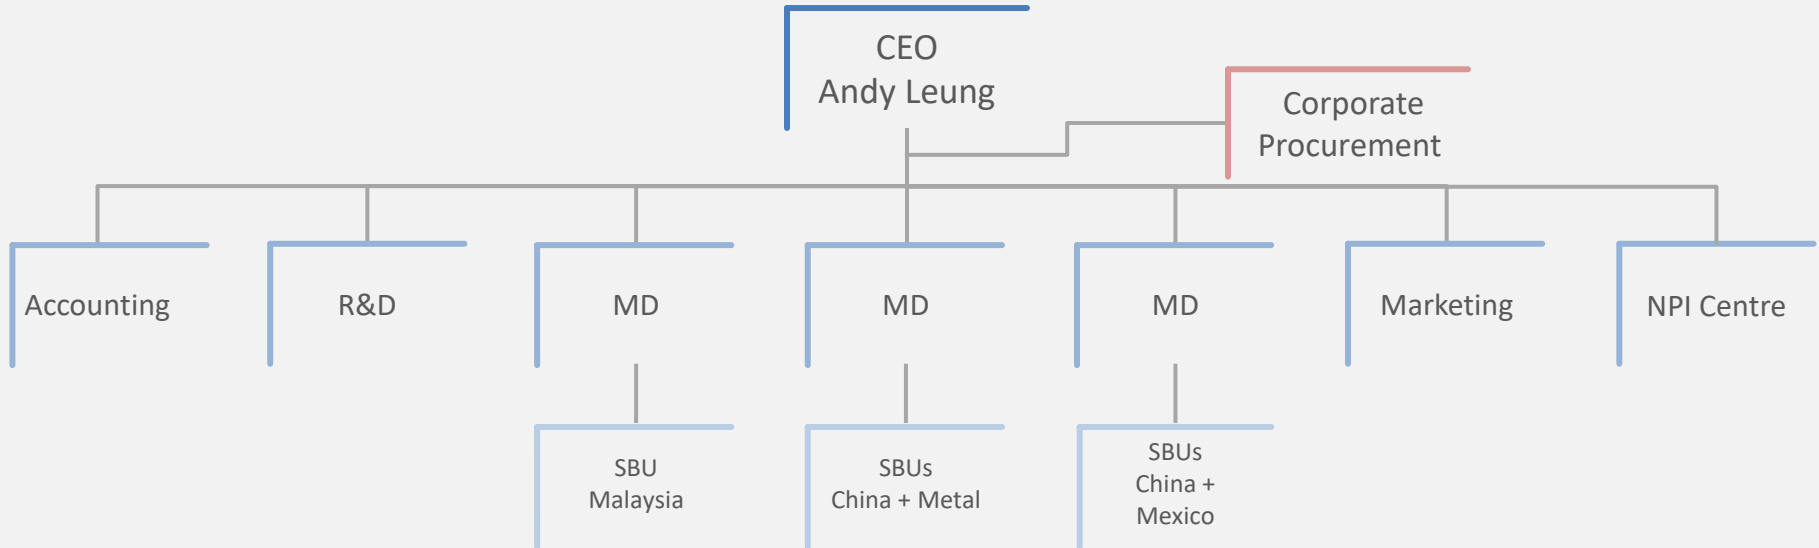 CEO
Andy Leung
Corporate
Procurement
Accounting
R&D
MD
MD
MD
Marketing
NPI Centre
SBU
Malaysia
SBUs
China + Metal
SBUs
China +
Mexico